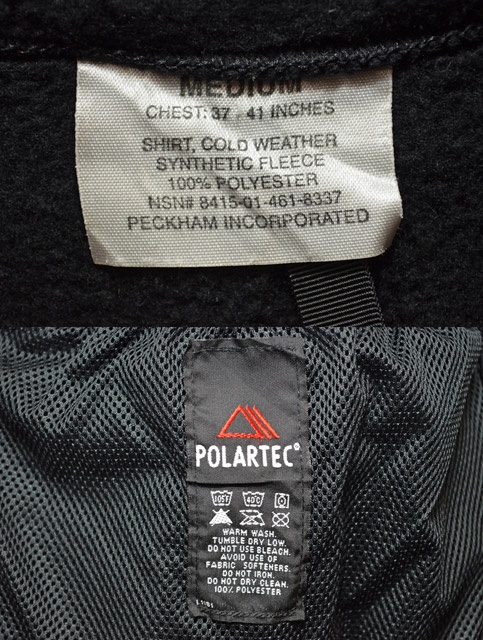 MEDIUM
CHEST: 37 - 41 INCHES
SHIRT, COLD WEATHER
SYNTHETIC FLEECE
100% POLYESTER
NSN# 8415-01-461-8337
PECKHAM INCORPORATED
POLARTEC®
105F 40°C
WARM WASH.
TUMBLE DRY LOW.
DO NOT USE BLEACH.
AVOID USE OF
FABRIC SOFTENERS.
DO NOT IRON.
DO NOT DRY CLEAN.
100% POLYESTER